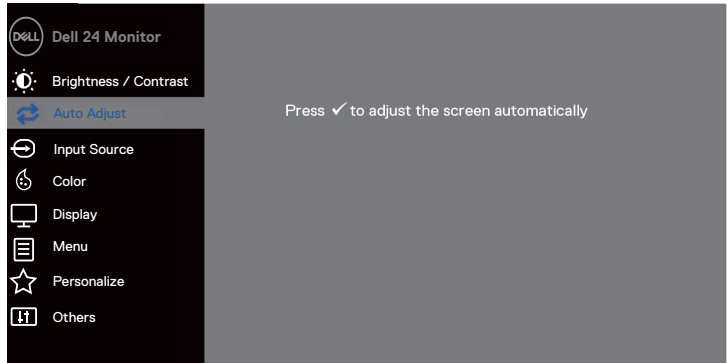 DELL Dell 24 Monitor
Brightness / Contrast
Auto Adjust
Press ✓ to adjust the screen automatically
Input Source
Color
Display
Menu
Personalize
Others